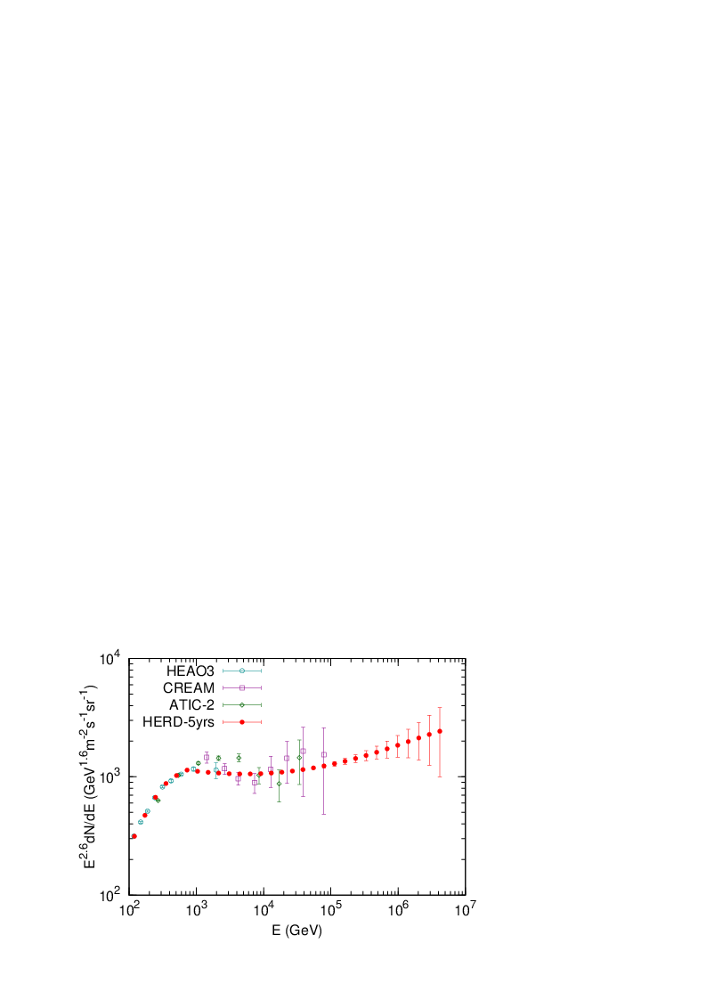 10^4
10^3
10^2
HEAO3
CREAM
ATIC-2
HERD-5yrs
E^2.6dN/dE (GeV^1.6m^-2s^-1sr^-1)
10^2 10^3 10^4 10^5 10^6 10^7
E (GeV)